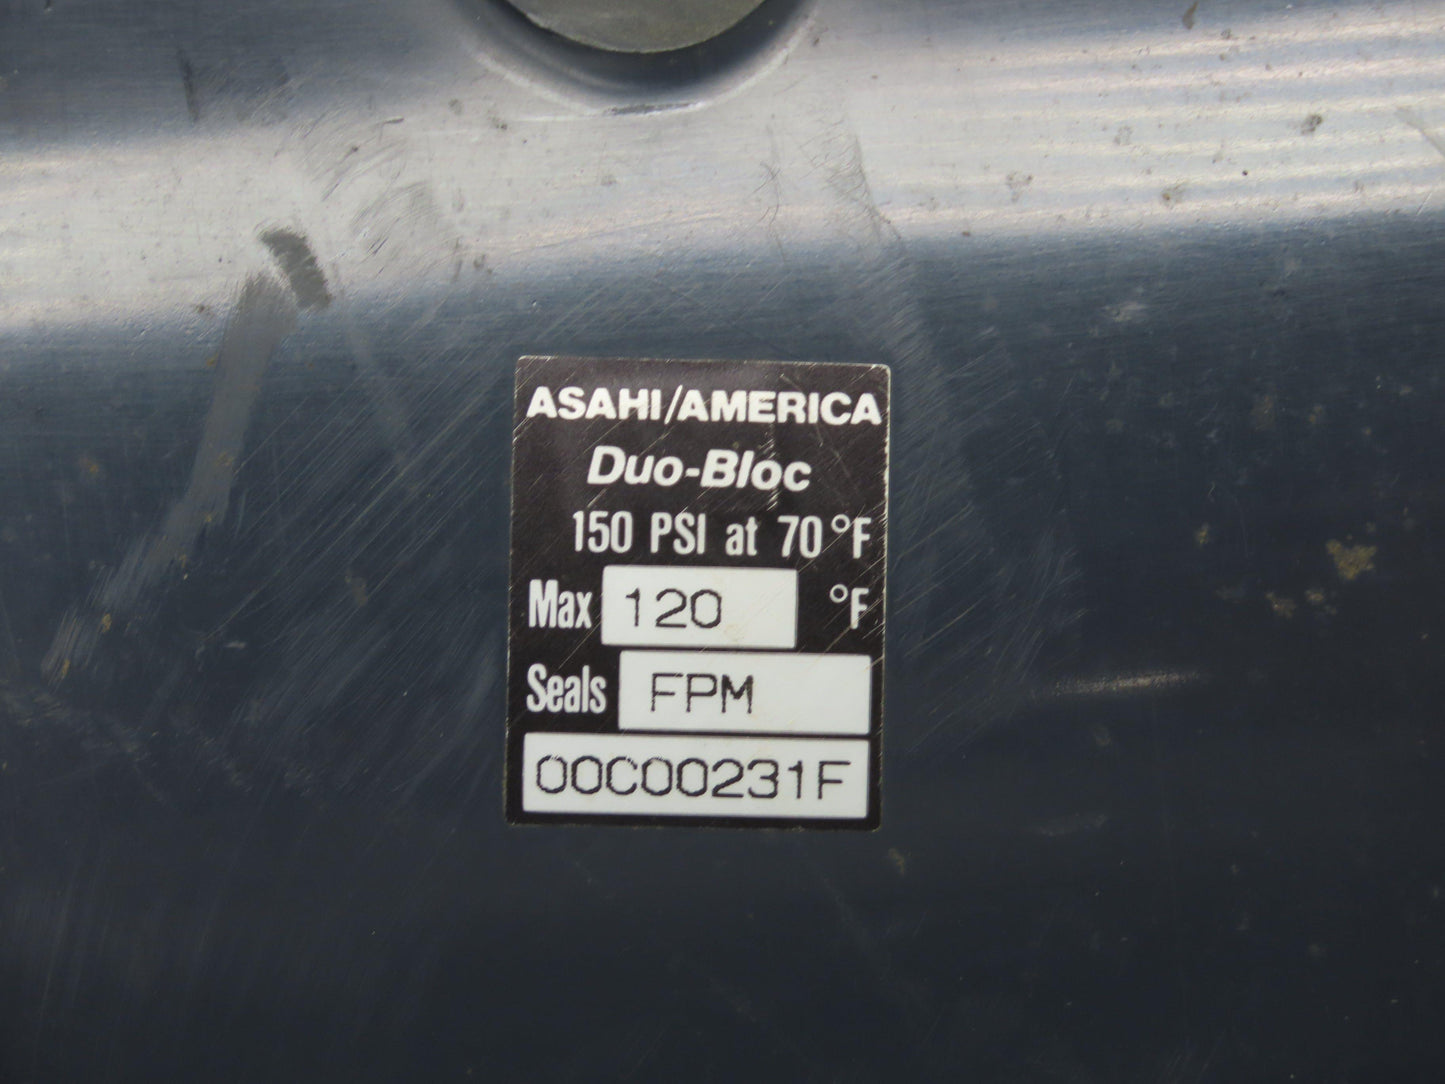 ASAHI/AMERICA
Duo-Bloc
150 PSI at 70 °F
Max 120 °F
Seals FPM
00C00231F